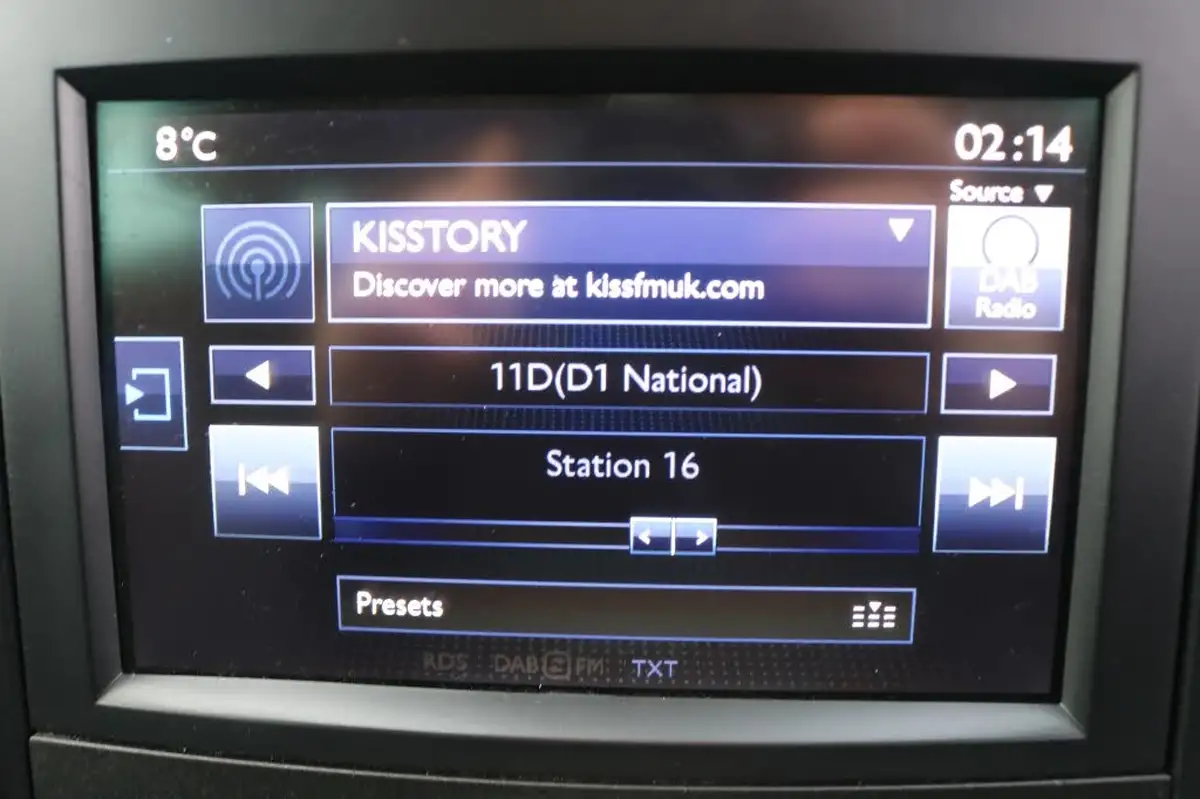 8°C
02:14
Source
KISSTORY
Discover more at kissfmuk.com
DAB
Radio
11D(D1 National)
Station 16
Presets
RDS DAB FM TXT